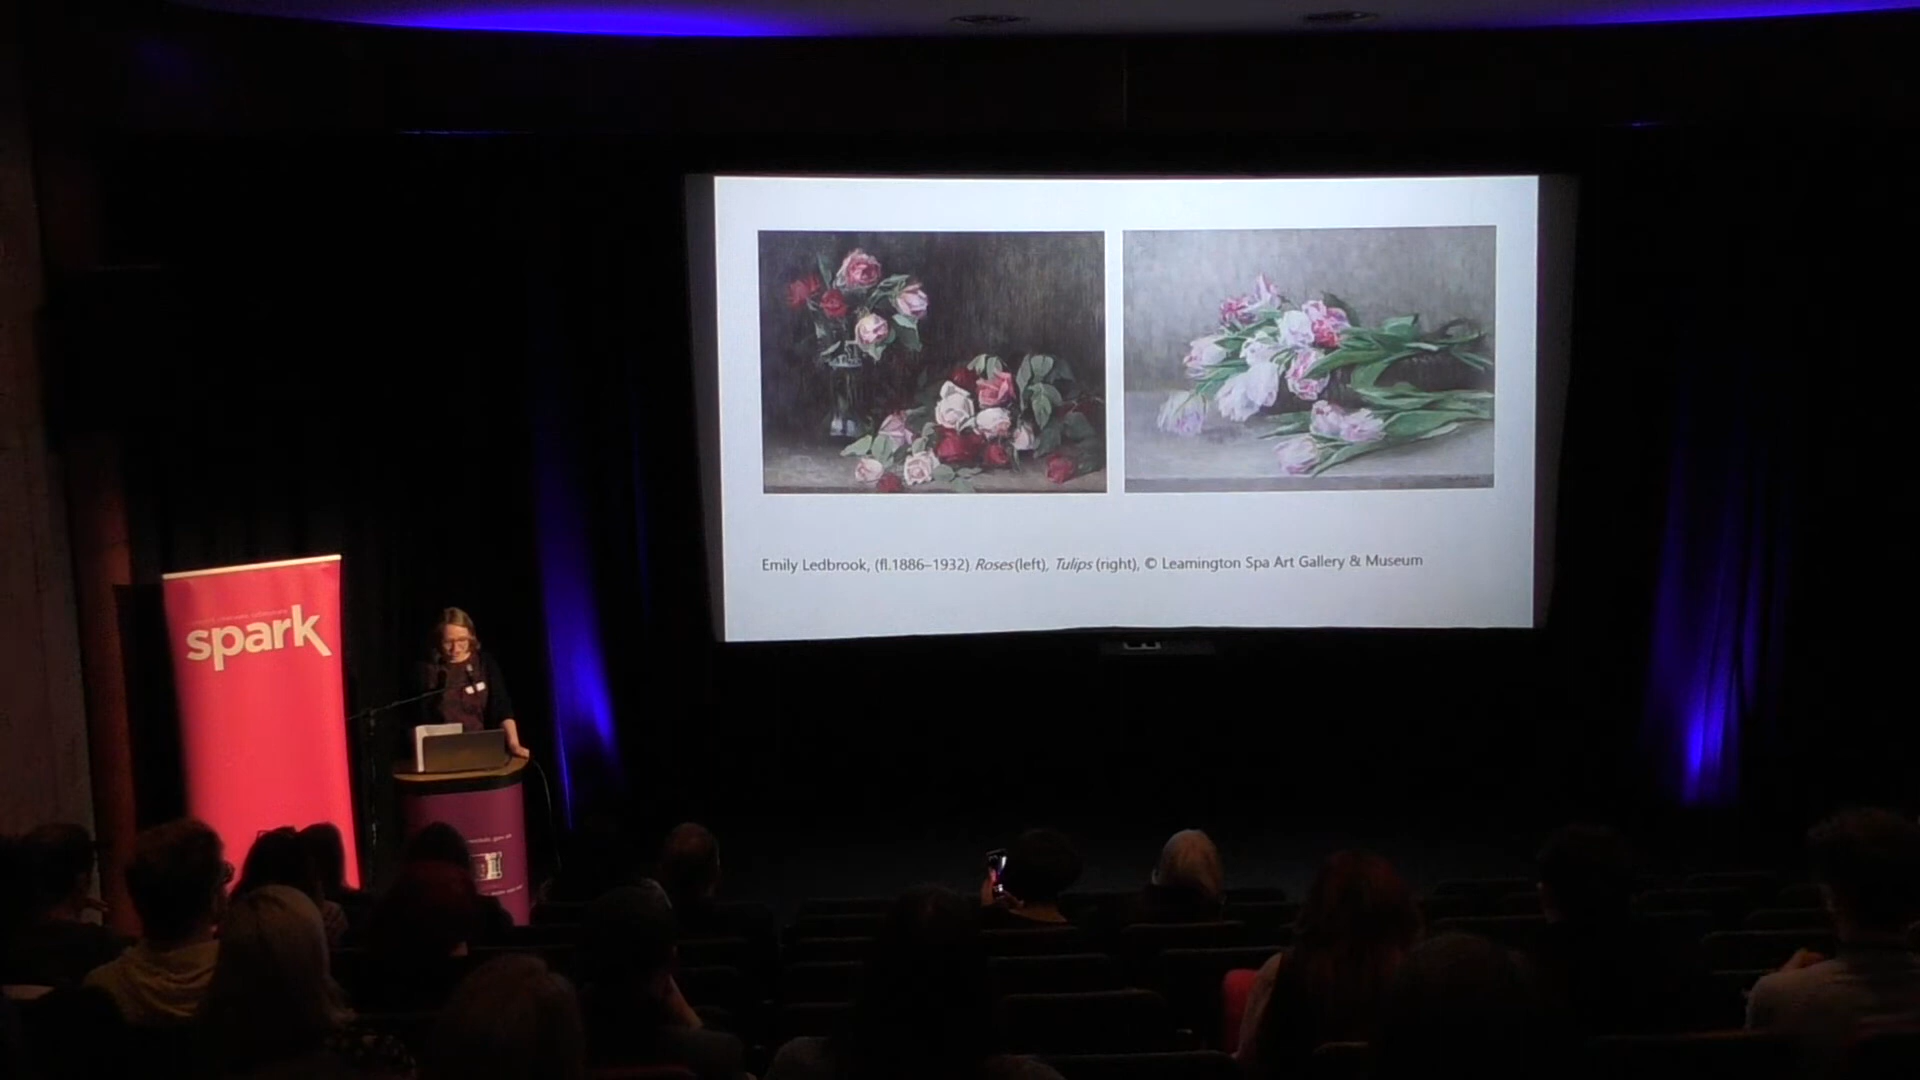 Emily Ledbrook, (fl.1886–1932) Roses(left), Tulips (right), © Leamington Spa Art Gallery & Museum
spark